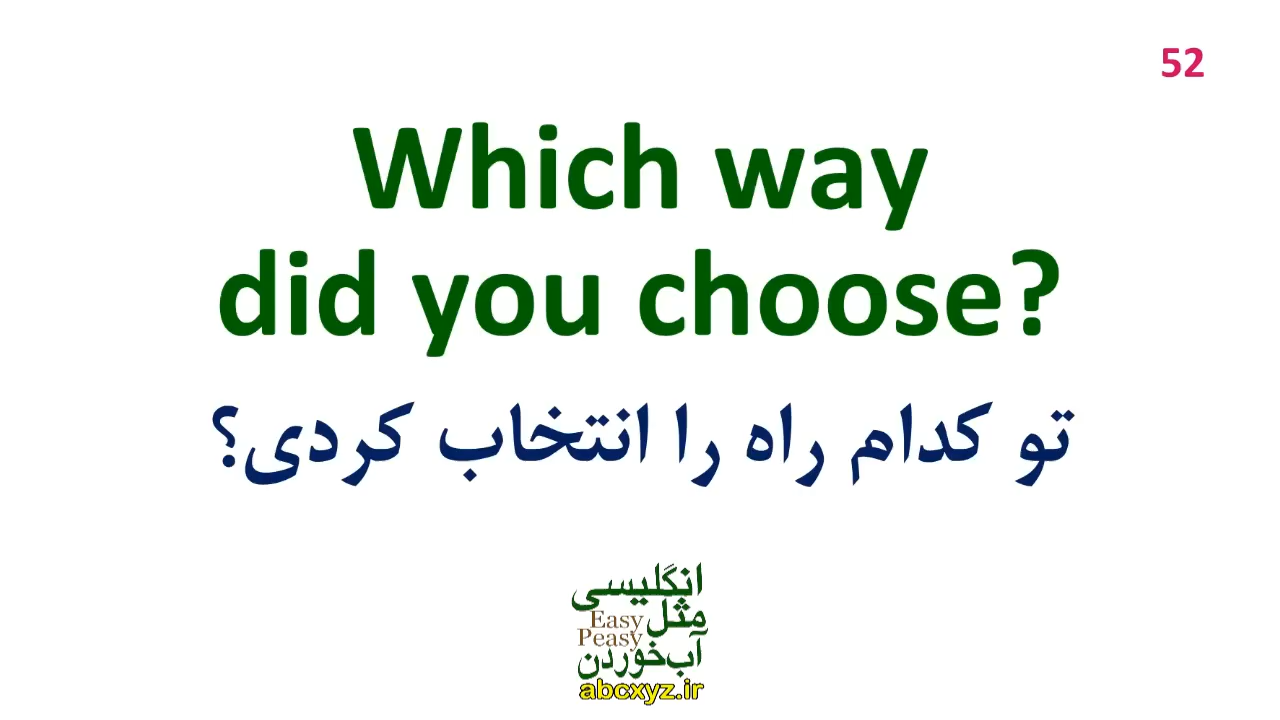 52
Which way
did you choose?
تو کدام راه را انتخاب کردی؟
انگلیسی
مثل
Easy
Peasy
آب‌خوردن
abcxyz.ir